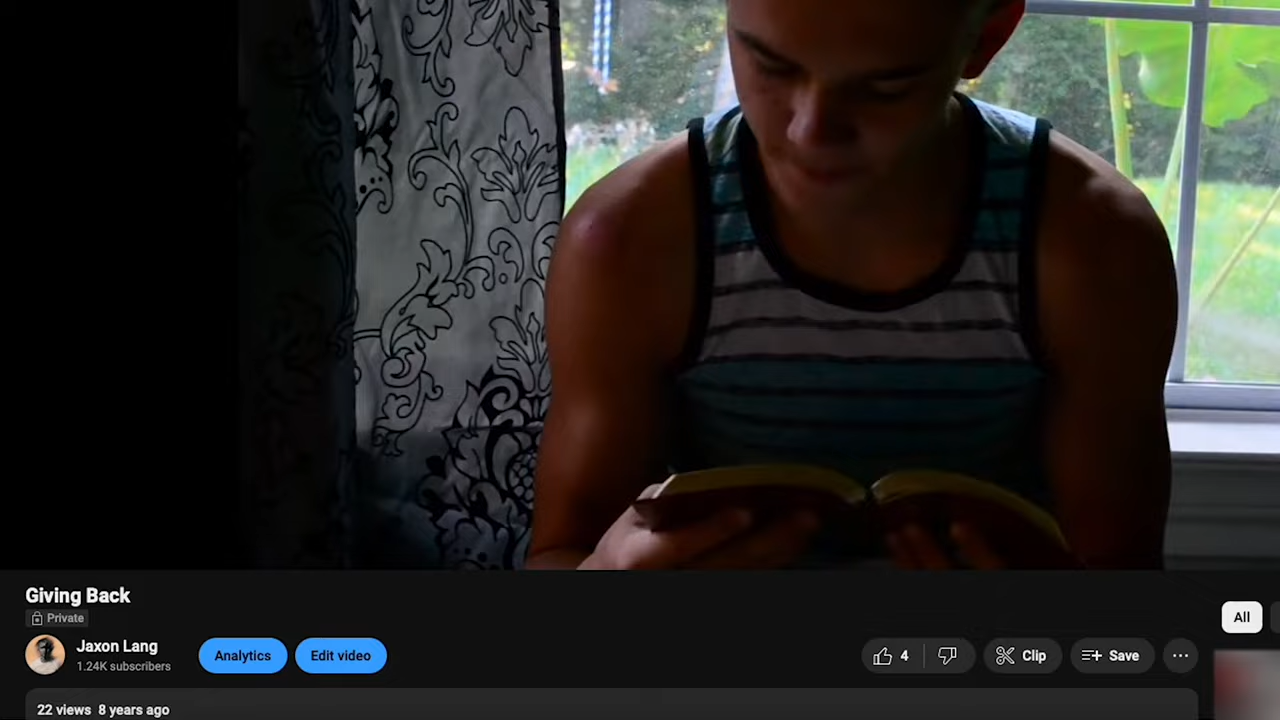 Giving Back
Private
All
Jaxon Lang
1.24K subscribers
Analytics
Edit video
4
Clip
Save
22 views 8 years ago